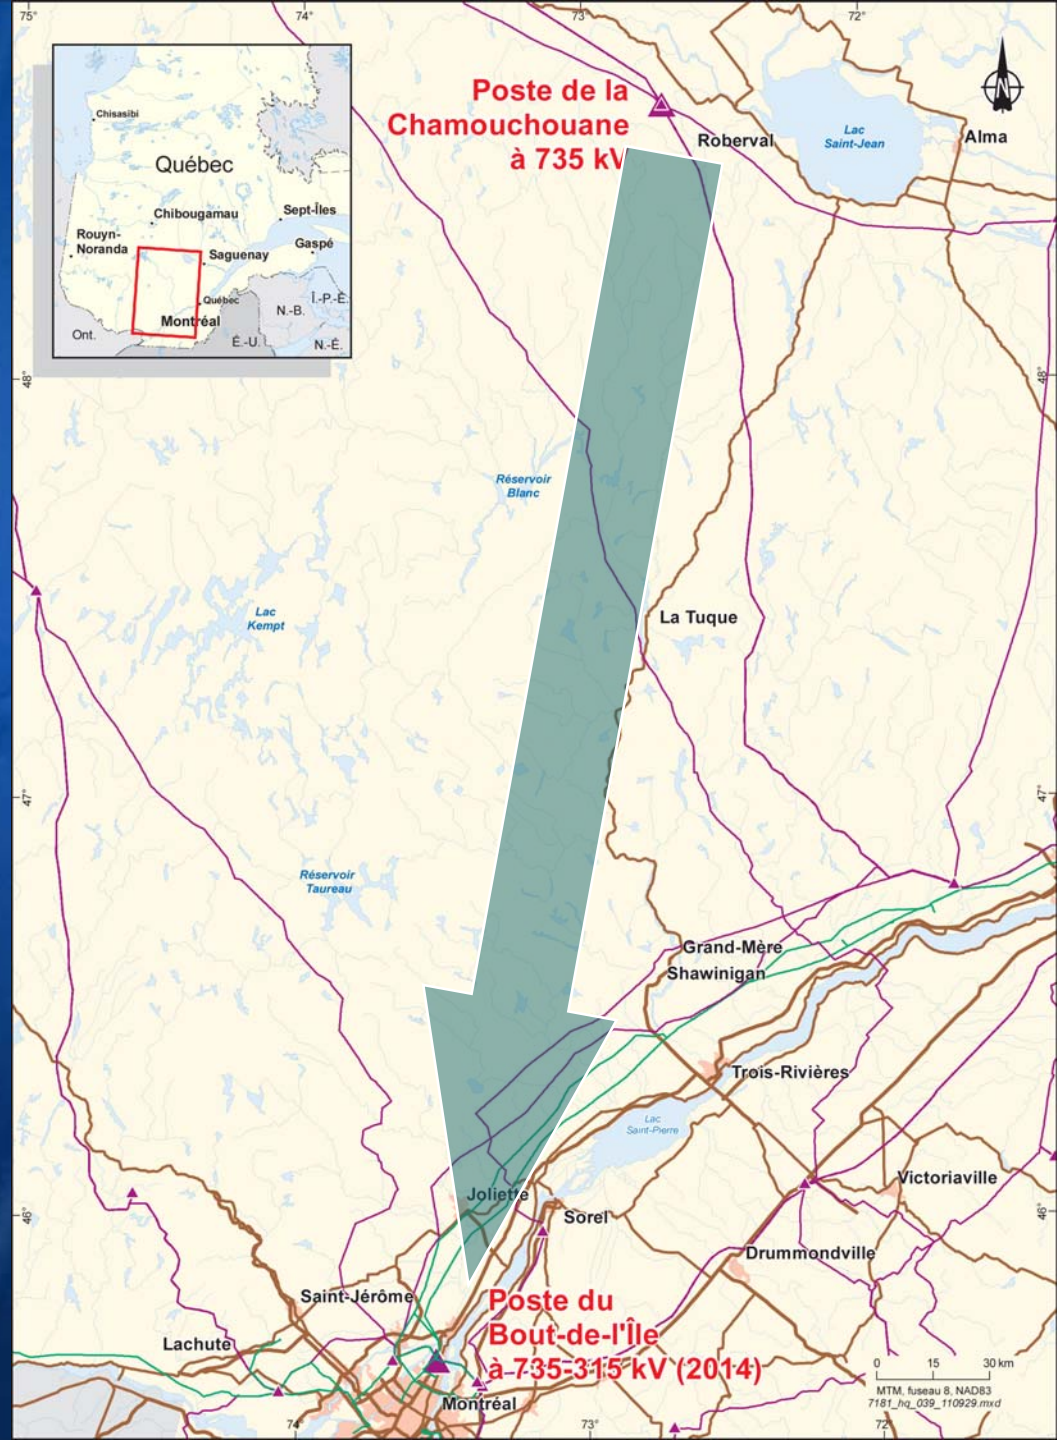 75°
74°
73°
72°
Chisasibi
Québec
Chibougamau
Sept-Îles
Rouyn-
Noranda
Saguenay
Gaspé
Québec
Î.-P.-É.
N.-B.
Montréal
Ont.
É.-U.
N.-É.
Poste de la
Chamouchouane
à 735 kV
N
Roberval
Lac
Saint-Jean
Alma
48°
48°
Réservoir
Blanc
Lac
Kempt
La Tuque
47°
47°
Réservoir
Taureau
Grand-Mère
Shawinigan
Trois-Rivières
Lac
Saint-Pierre
Joliette
Victoriaville
Sorel
46°
46°
Drummondville
Saint-Jérôme
Poste du
Bout-de-l'Île
à 735-315 kV (2014)
Lachute
Montréal
0 15 30 km
MTM, fuseau 8, NAD83
7181_hq_039_110929.mxd
74°
73°
72°